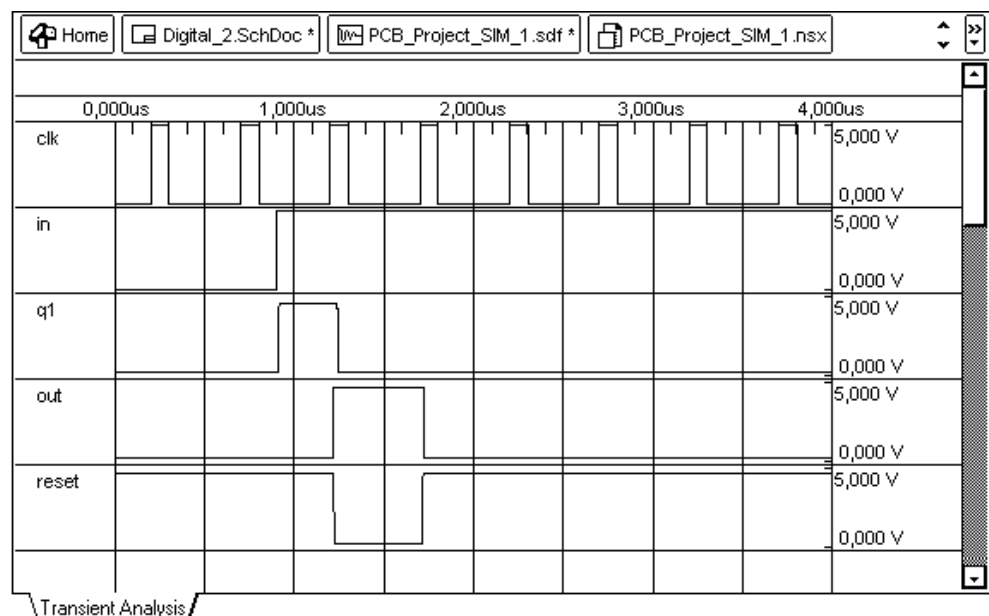 Home Digital_2.SchDoc * PCB_Project_SIM_1.sdf * PCB_Project_SIM_1.nsx
0,000us 1,000us 2,000us 3,000us 4,000us
clk 5,000 V
0,000 V
in 5,000 V
0,000 V
q1 5,000 V
0,000 V
out 5,000 V
0,000 V
reset 5,000 V
0,000 V
Transient Analysis